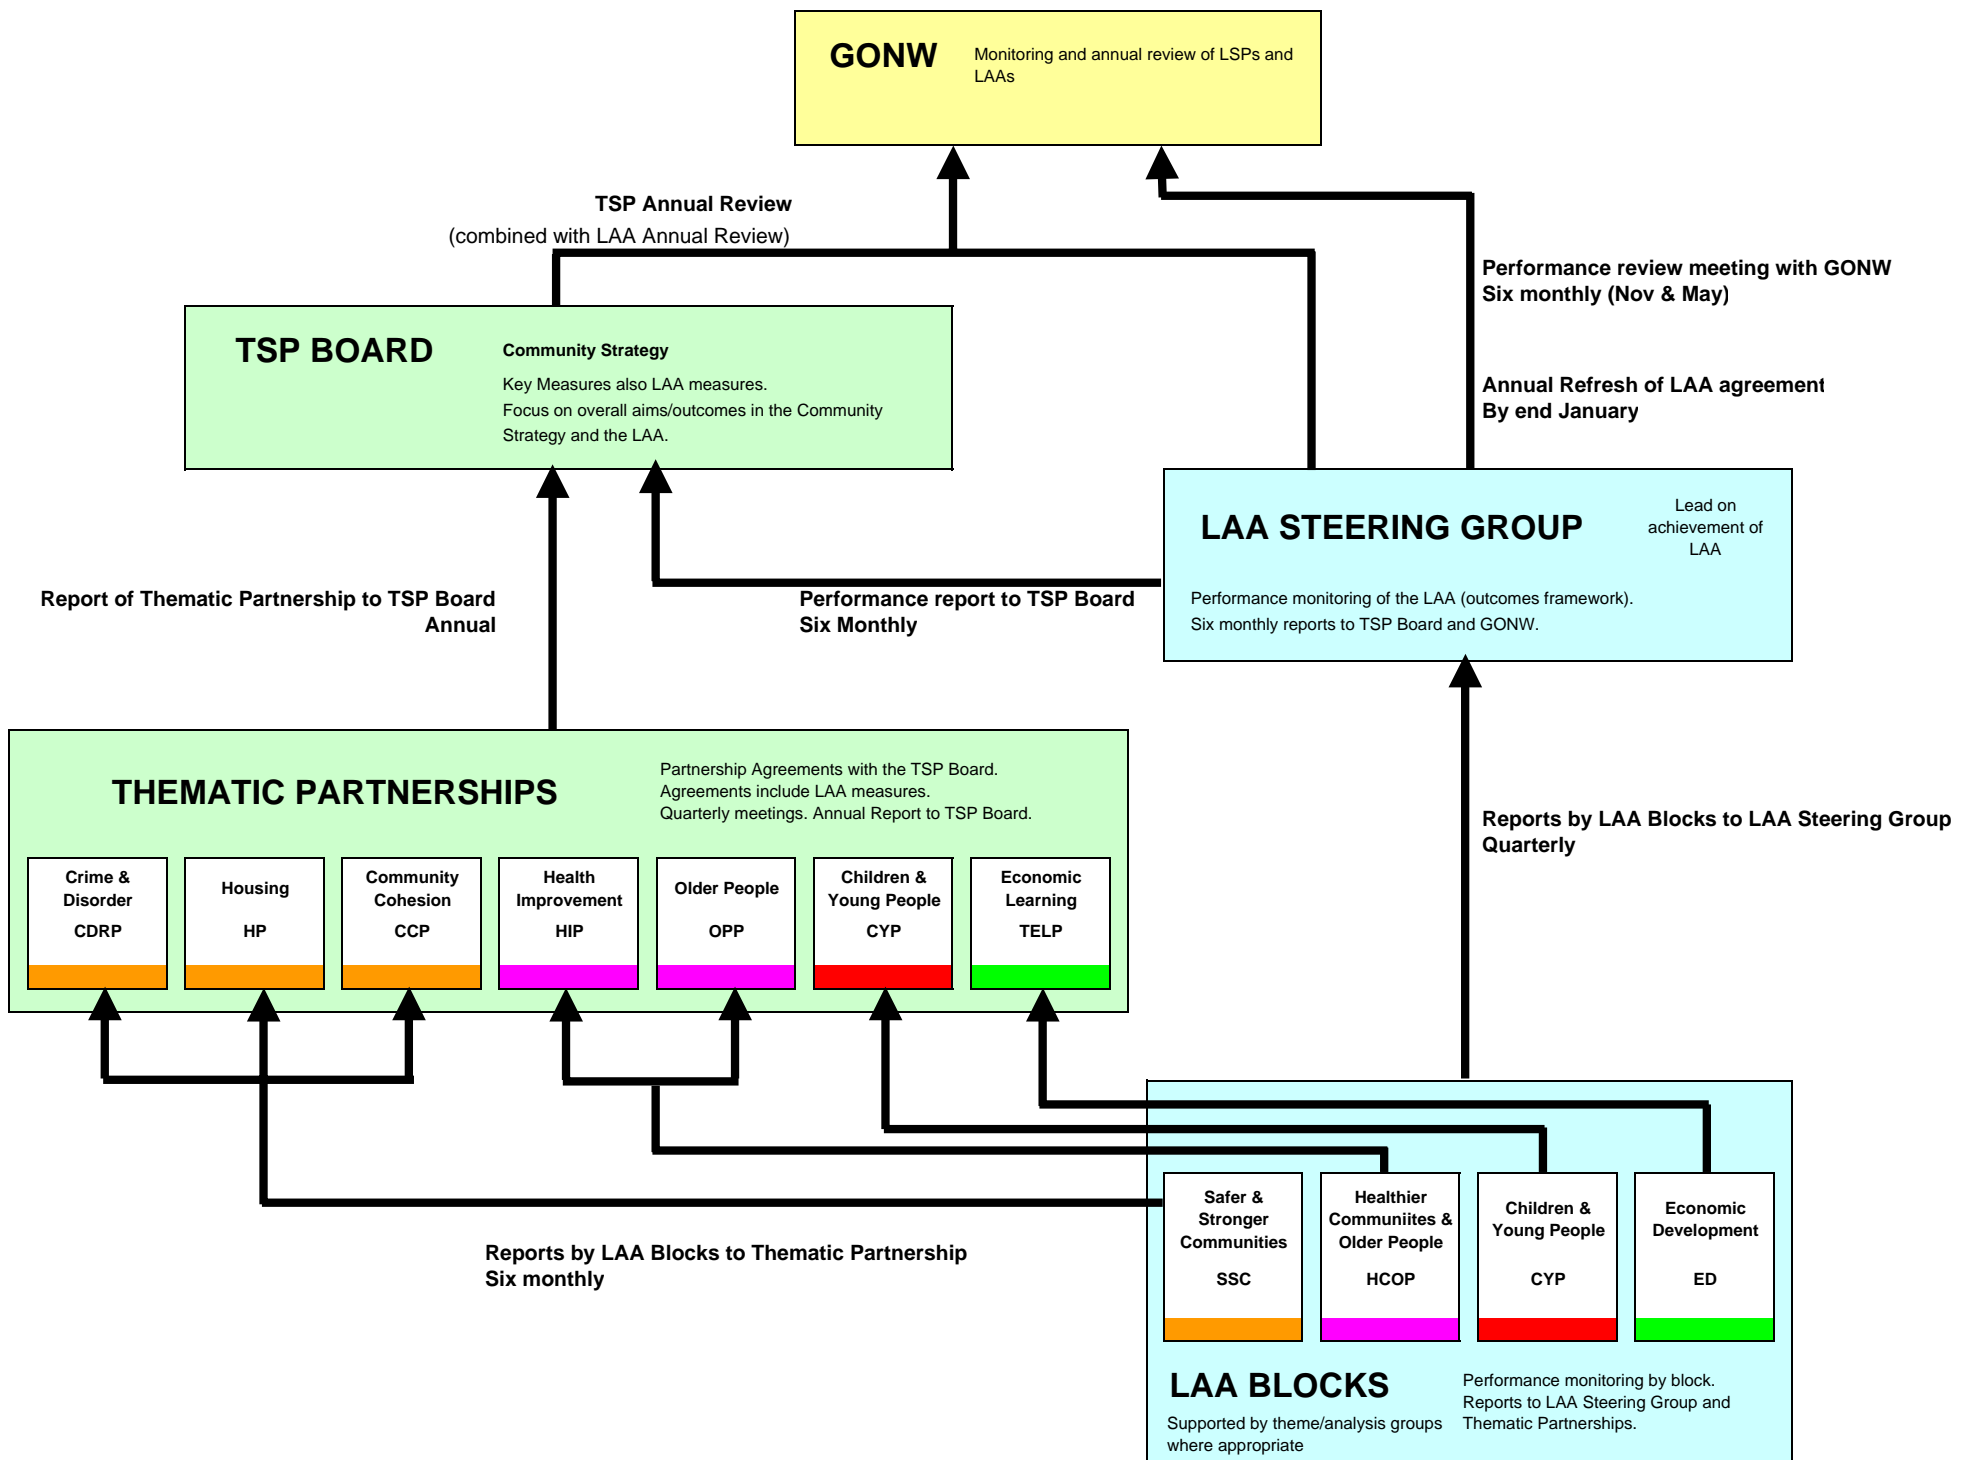 GONW
Monitoring and annual review of LSPs and
LAAs
TSP Annual Review
(combined with LAA Annual Review)
Performance review meeting with GONW
Six monthly (Nov & May)
Annual Refresh of LAA agreement
By end January
TSP BOARD
Community Strategy
Key Measures also LAA measures.
Focus on overall aims/outcomes in the Community
Strategy and the LAA.
LAA STEERING GROUP
Lead on
achievement of
LAA
Performance monitoring of the LAA (outcomes framework).
Six monthly reports to TSP Board and GONW.
Report of Thematic Partnership to TSP Board
Annual
Performance report to TSP Board
Six Monthly
THEMATIC PARTNERSHIPS
Partnership Agreements with the TSP Board.
Agreements include LAA measures.
Quarterly meetings. Annual Report to TSP Board.
Crime &
Disorder
CDRP
Housing
HP
Community
Cohesion
CCP
Health
Improvement
HIP
Older People
OPP
Children &
Young People
CYP
Economic
Learning
TELP
Reports by LAA Blocks to LAA Steering Group
Quarterly
Reports by LAA Blocks to Thematic Partnership
Six monthly
Safer &
Stronger
Communities
SSC
Healthier
Communiites &
Older People
HCOP
Children &
Young People
CYP
Economic
Development
ED
LAA BLOCKS
Supported by theme/analysis groups
where appropriate
Performance monitoring by block.
Reports to LAA Steering Group and
Thematic Partnerships.